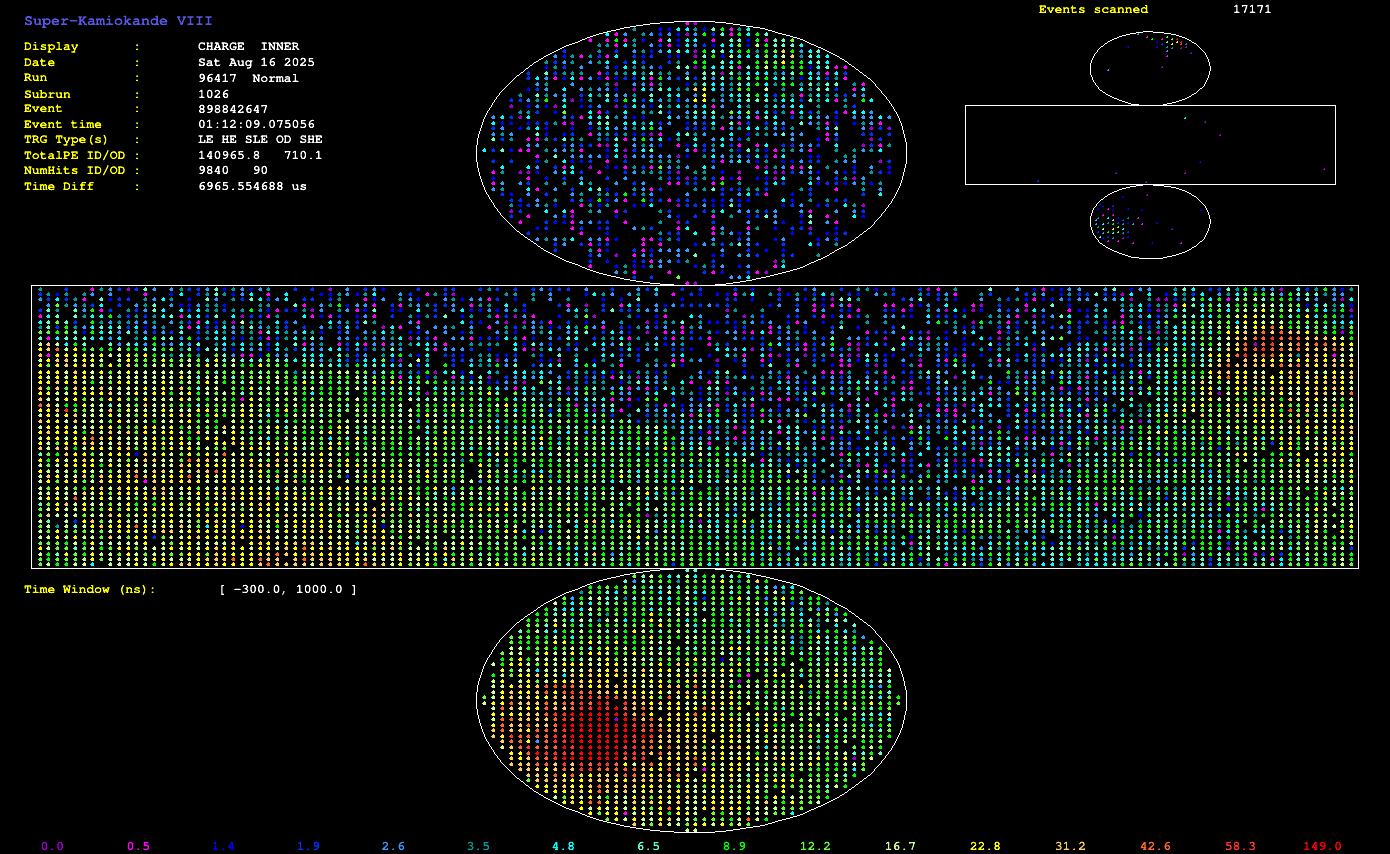 Super-Kamiokande VIII
Events scanned 17171
Display : CHARGE INNER
Date : Sat Aug 16 2025
Run : 96417 Normal
Subrun : 1026
Event : 898842647
Event time : 01:12:09.075056
TRG Type(s) : LE HE SLE OD SHE
TotalPE ID/OD : 140965.8 710.1
NumHits ID/OD : 9840 90
Time Diff : 6965.554688 us
Time Window (ns): [ -300.0, 1000.0 ]
0.0 0.5 1.4 1.9 2.6 3.5 4.8 6.5 8.9 12.2 16.7 22.8 31.2 42.6 58.3 149.0